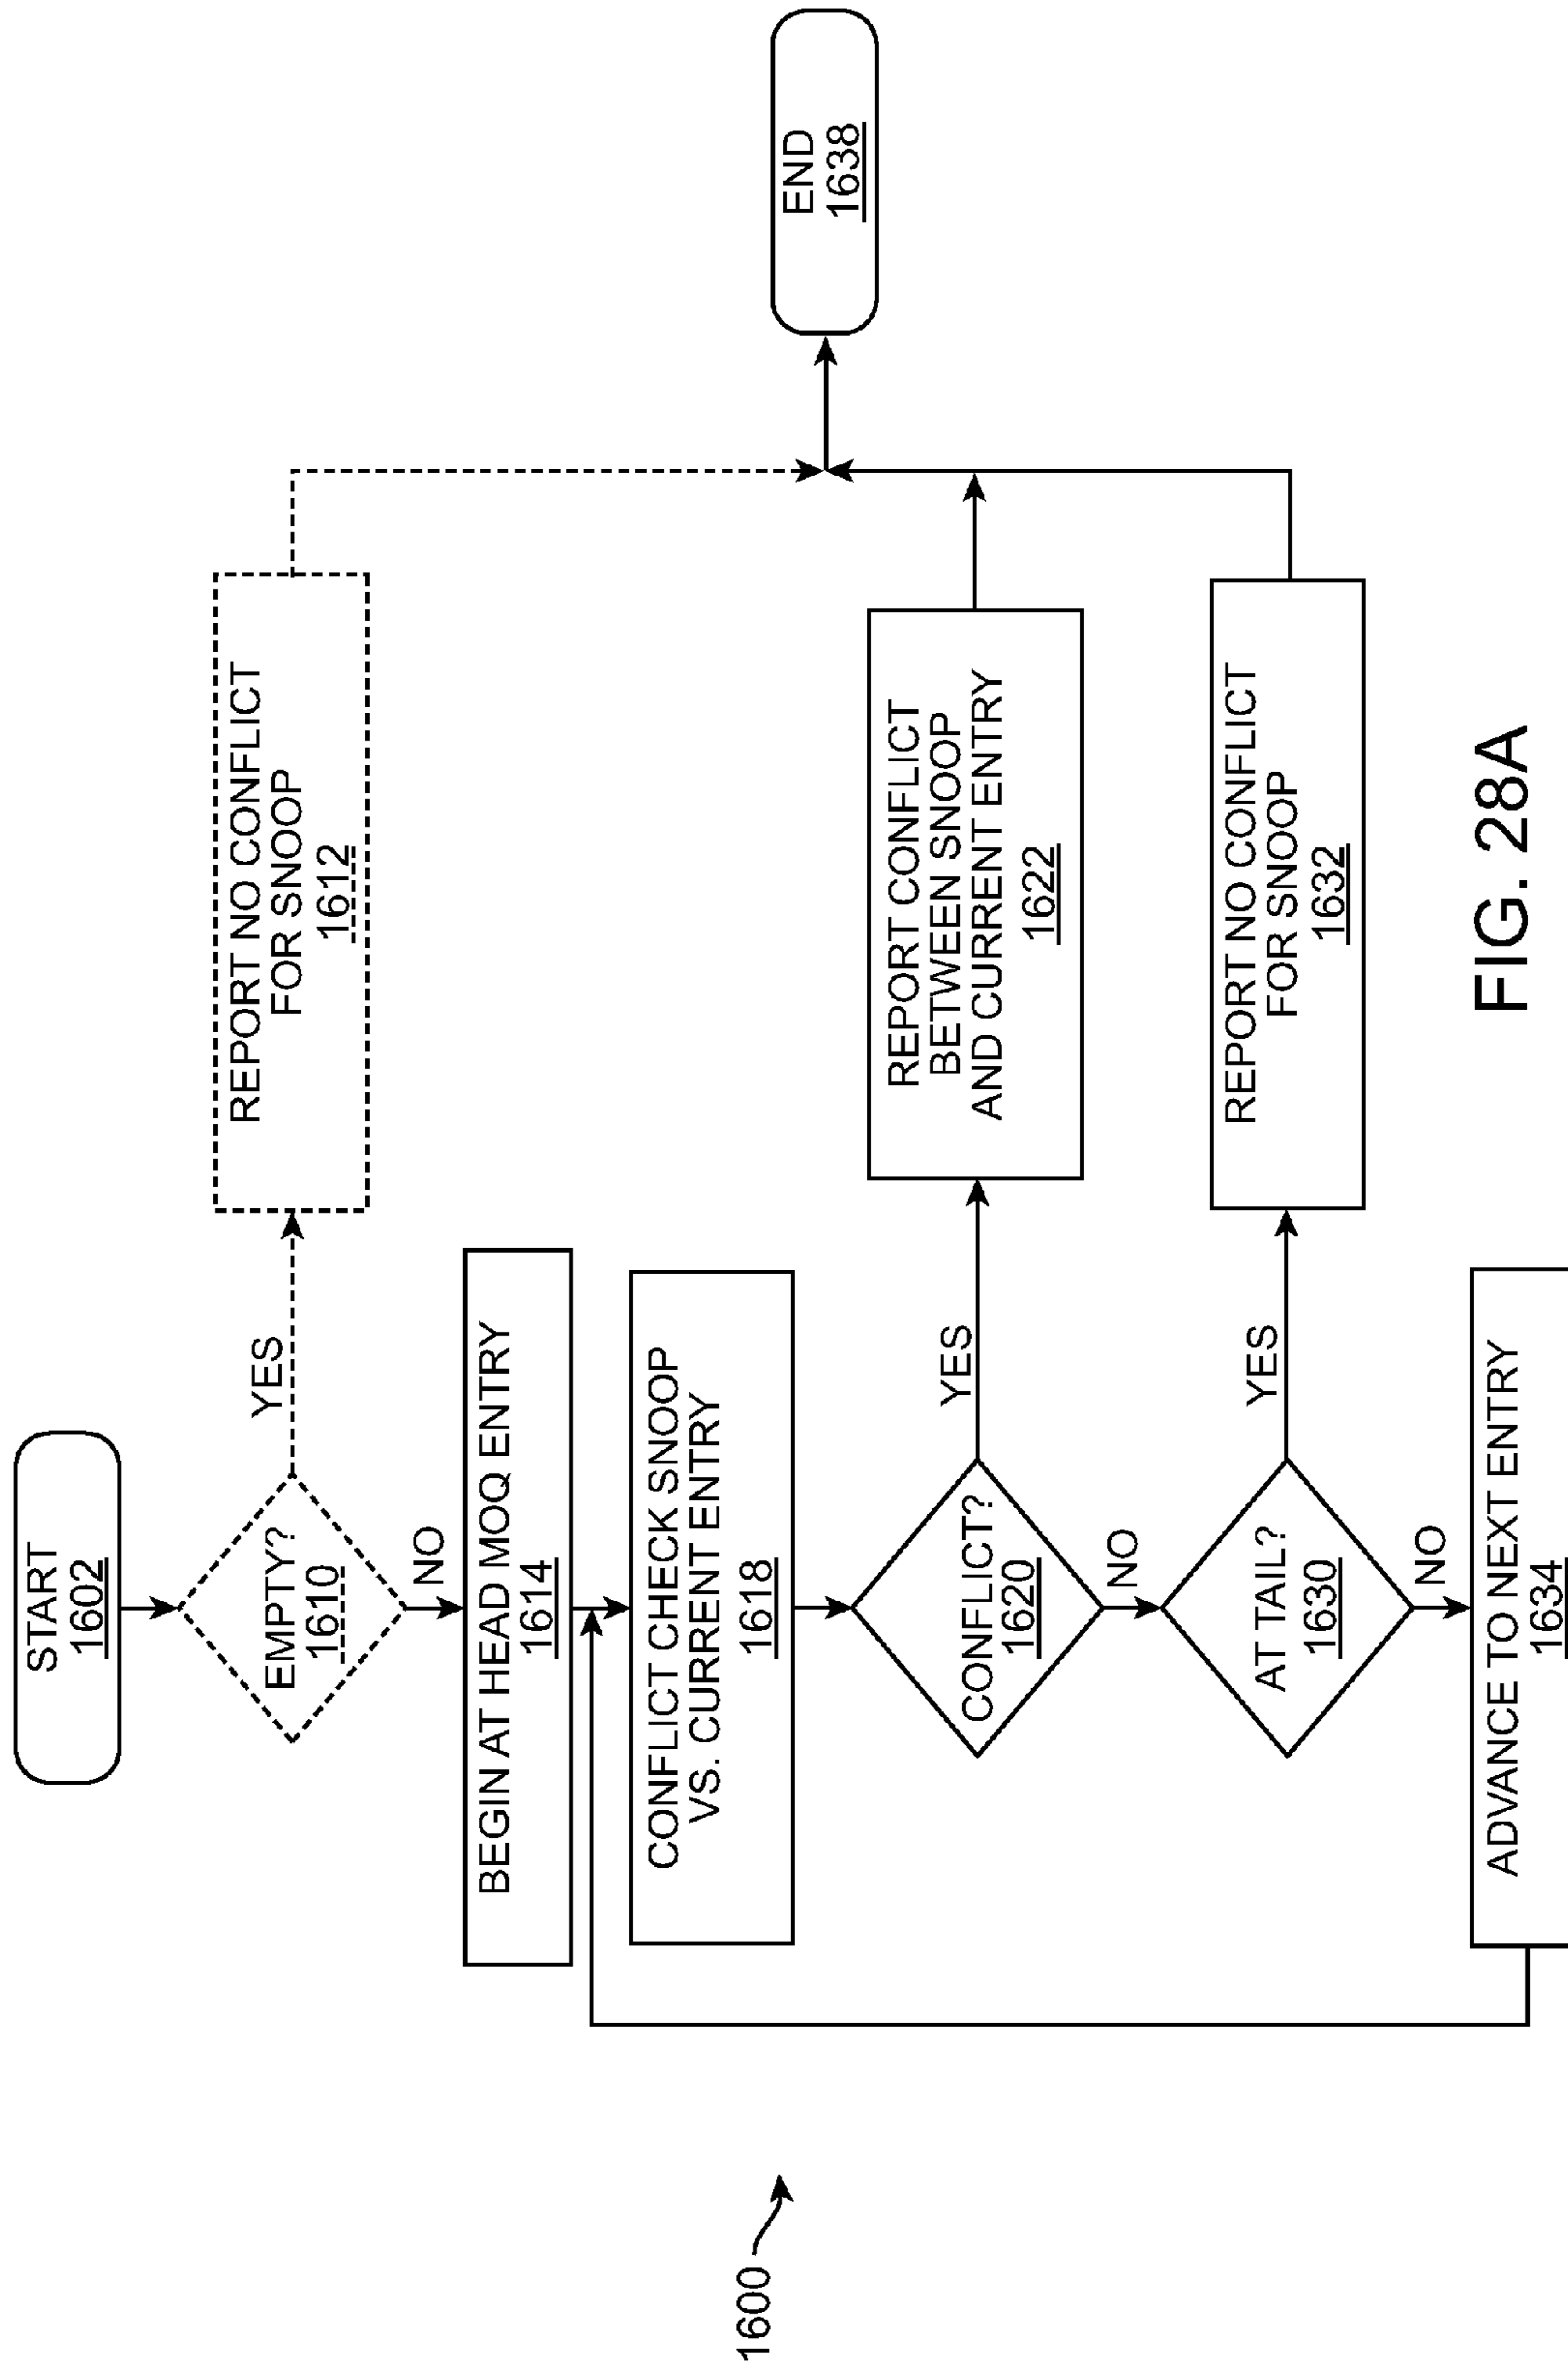 START
1602
EMPTY?
1610
YES
REPORT NO CONFLICT
FOR SNOOP
1612
NO
BEGIN AT HEAD MOQ ENTRY
1614
CONFLICT CHECK SNOOP
VS. CURRENT ENTRY
1618
CONFLICT?
1620
YES
REPORT CONFLICT
BETWEEN SNOOP
AND CURRENT ENTRY
1622
NO
AT TAIL?
1630
YES
REPORT NO CONFLICT
FOR SNOOP
1632
NO
ADVANCE TO NEXT ENTRY
1634
END
1638
1600
FIG. 28A